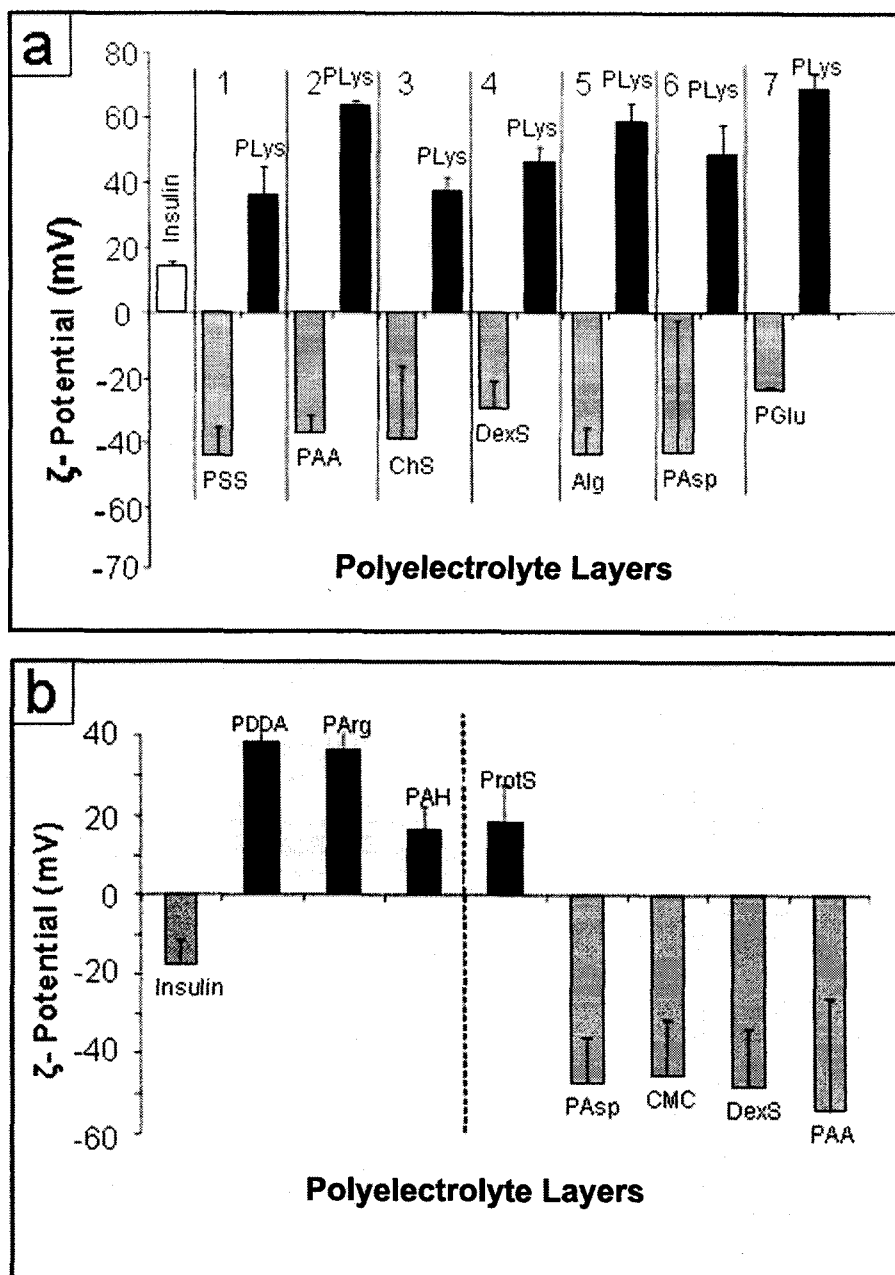 a
80
60
40
20
0
-20
-40
-60
-70
ζ- Potential (mV)
1 2 3 4 5 6 7
Insulin
PLys PLys PLys PLys PLys PLys PLys
PSS PAA ChS DexS Alg PAsp PGlu
Polyelectrolyte Layers
b
40
20
0
-20
-40
-60
ζ- Potential (mV)
PDDA PArg PAH ProtS
Insulin
PAsp CMC DexS PAA
Polyelectrolyte Layers